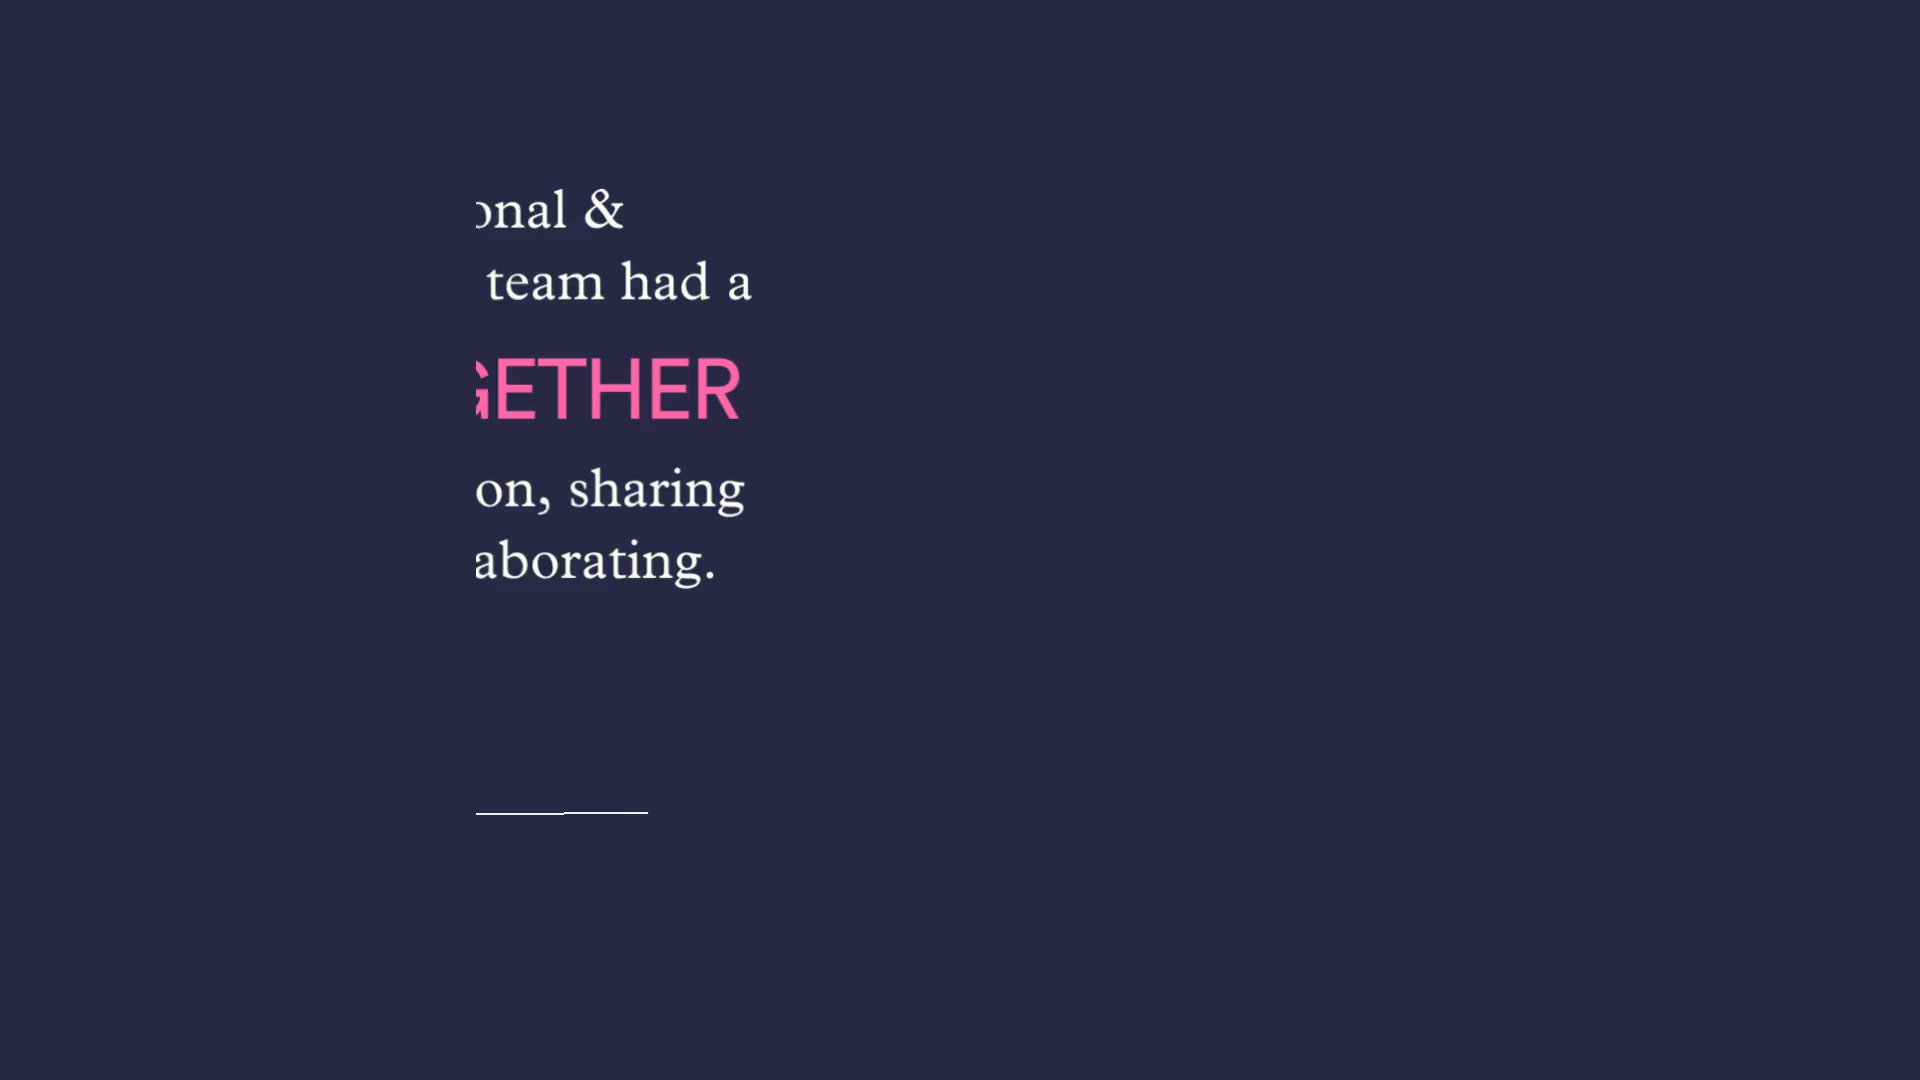 onal &
team had a
GETHER
on, sharing
aborating.